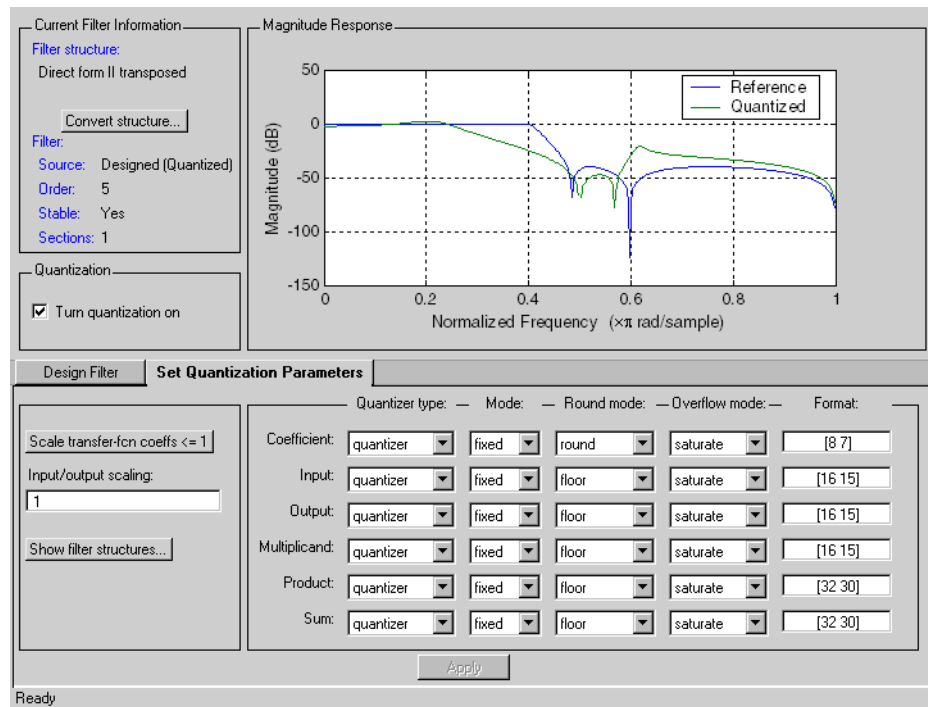 Current Filter Information
Filter structure:
Direct form II transposed
Convert structure...
Filter:
Source: Designed (Quantized)
Order: 5
Stable: Yes
Sections: 1
Quantization
Turn quantization on
Magnitude Response
50
0
-50
-100
-150
Magnitude (dB)
Reference
Quantized
0 0.2 0.4 0.6 0.8 1
Normalized Frequency (×π rad/sample)
Design Filter Set Quantization Parameters
Scale transfer-fcn coeffs <= 1
Input/output scaling:
1
Show filter structures...
Quantizer type: Mode: Round mode: Overflow mode: Format:
Coefficient: quantizer fixed round saturate [8 7]
Input: quantizer fixed floor saturate [16 15]
Output: quantizer fixed floor saturate [16 15]
Multiplicand: quantizer fixed floor saturate [16 15]
Product: quantizer fixed floor saturate [32 30]
Sum: quantizer fixed floor saturate [32 30]
Apply
Ready